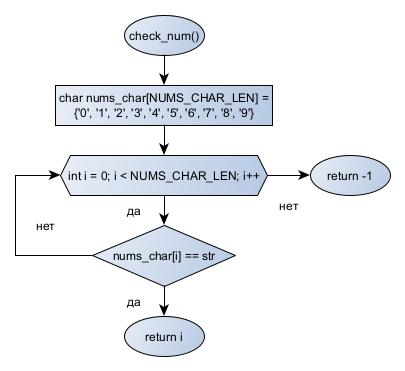 check_num()
char nums_char[NUMS_CHAR_LEN] =
{'0', '1', '2', '3', '4', '5', '6', '7', '8', '9'}
int i = 0; i < NUMS_CHAR_LEN; i++
return -1
да
нет
нет
nums_char[i] == str
да
return i